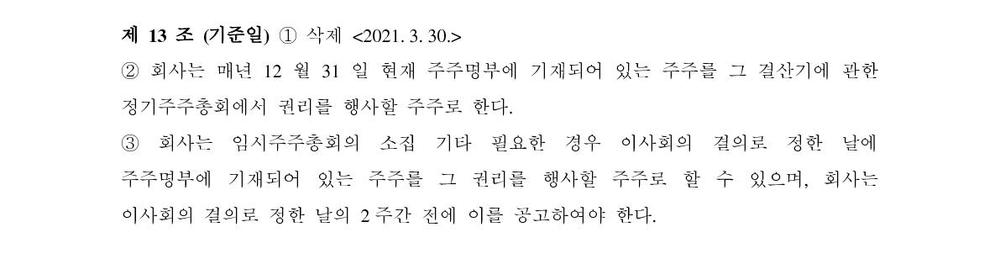 제 13 조 (기준일) ① 삭제 <2021. 3. 30.>
② 회사는 매년 12 월 31 일 현재 주주명부에 기재되어 있는 주주를 그 결산기에 관한
정기주주총회에서 권리를 행사할 주주로 한다.
③ 회사는 임시주주총회의 소집 기타 필요한 경우 이사회의 결의로 정한 날에
주주명부에 기재되어 있는 주주를 그 권리를 행사할 주주로 할 수 있으며, 회사는
이사회의 결의로 정한 날의 2 주간 전에 이를 공고하여야 한다.